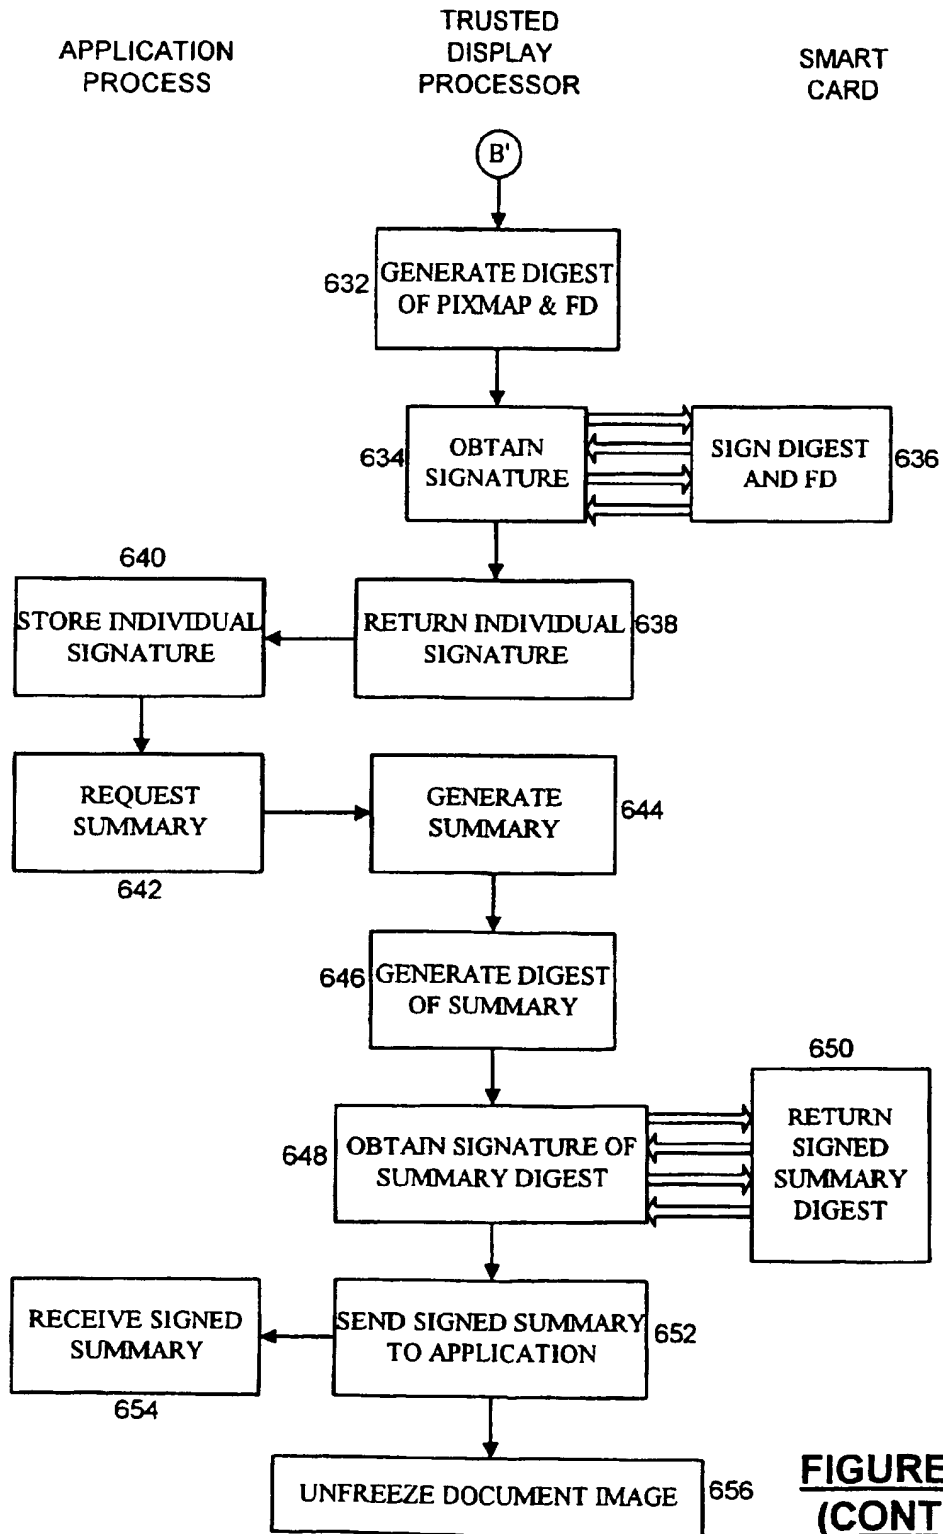 APPLICATION
PROCESS
TRUSTED
DISPLAY
PROCESSOR
SMART
CARD
B'
632
GENERATE DIGEST
OF PIXMAP & FD
634
OBTAIN
SIGNATURE
SIGN DIGEST
AND FD
636
640
STORE INDIVIDUAL
SIGNATURE
RETURN INDIVIDUAL
SIGNATURE
638
REQUEST
SUMMARY
642
GENERATE
SUMMARY
644
646
GENERATE DIGEST
OF SUMMARY
648
OBTAIN SIGNATURE OF
SUMMARY DIGEST
650
RETURN
SIGNED
SUMMARY
DIGEST
RECEIVE SIGNED
SUMMARY
654
SEND SIGNED SUMMARY
TO APPLICATION
652
UNFREEZE DOCUMENT IMAGE
656
FIGURE
(CONT